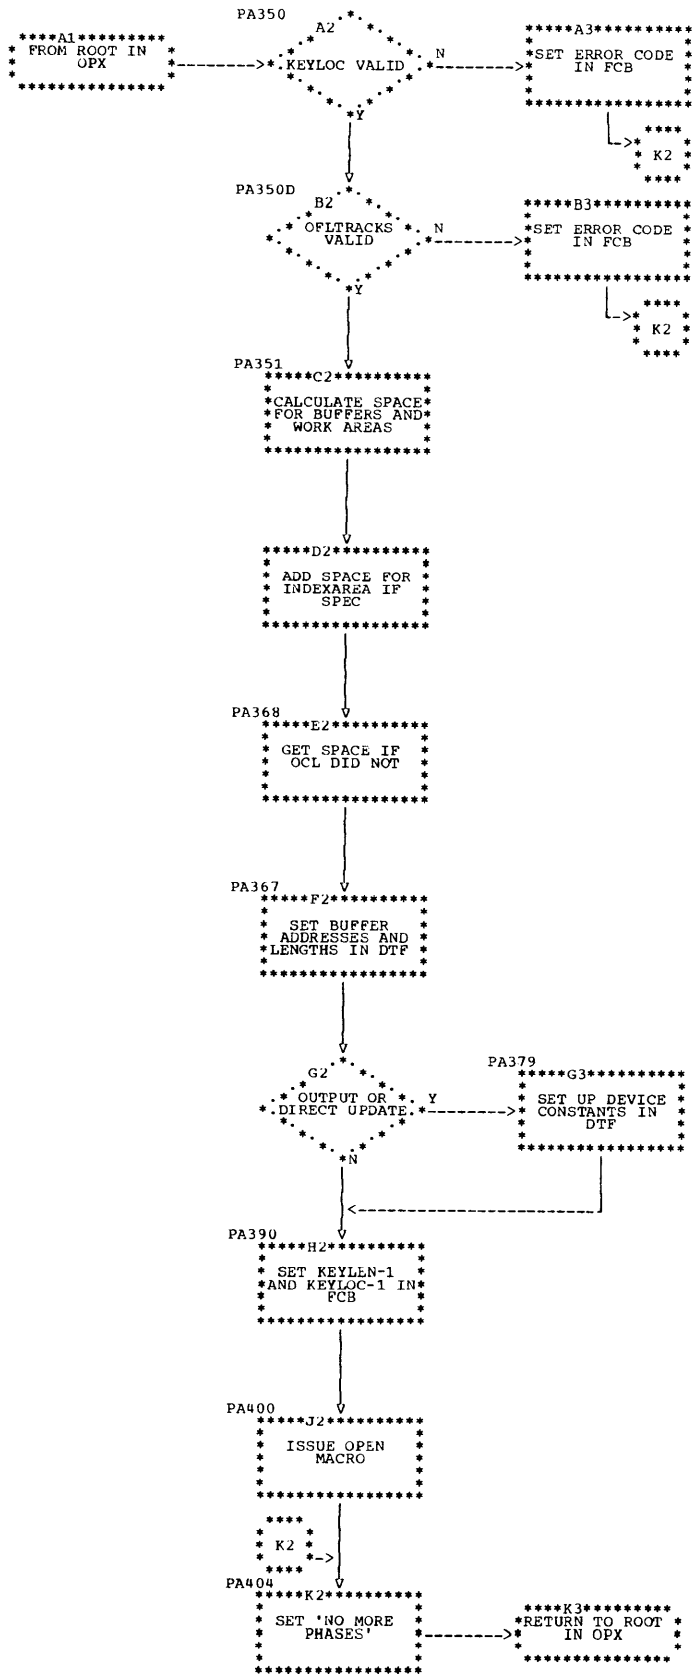 PA350
A1
FROM ROOT IN
OPX
A2
KEYLOC VALID
N
Y
A3
SET ERROR CODE
IN FCB
K2
PA350D
B2
OFLTRACKS
VALID
N
Y
B3
SET ERROR CODE
IN FCB
K2
PA351
C2
CALCULATE SPACE
FOR BUFFERS AND
WORK AREAS
D2
ADD SPACE FOR
INDEXAREA IF
SPEC
PA368
E2
GET SPACE IF
OCL DID NOT
PA367
F2
SET BUFFER
ADDRESSES AND
LENGTHS IN DTF
G2
OUTPUT OR
DIRECT UPDATE
Y
N
PA379
G3
SET UP DEVICE
CONSTANTS IN
DTF
PA390
H2
SET KEYLEN-1
AND KEYLOC-1 IN
FCB
PA400
J2
ISSUE OPEN
MACRO
K2
PA404
K2
SET 'NO MORE
PHASES'
K3
RETURN TO ROOT
IN OPX